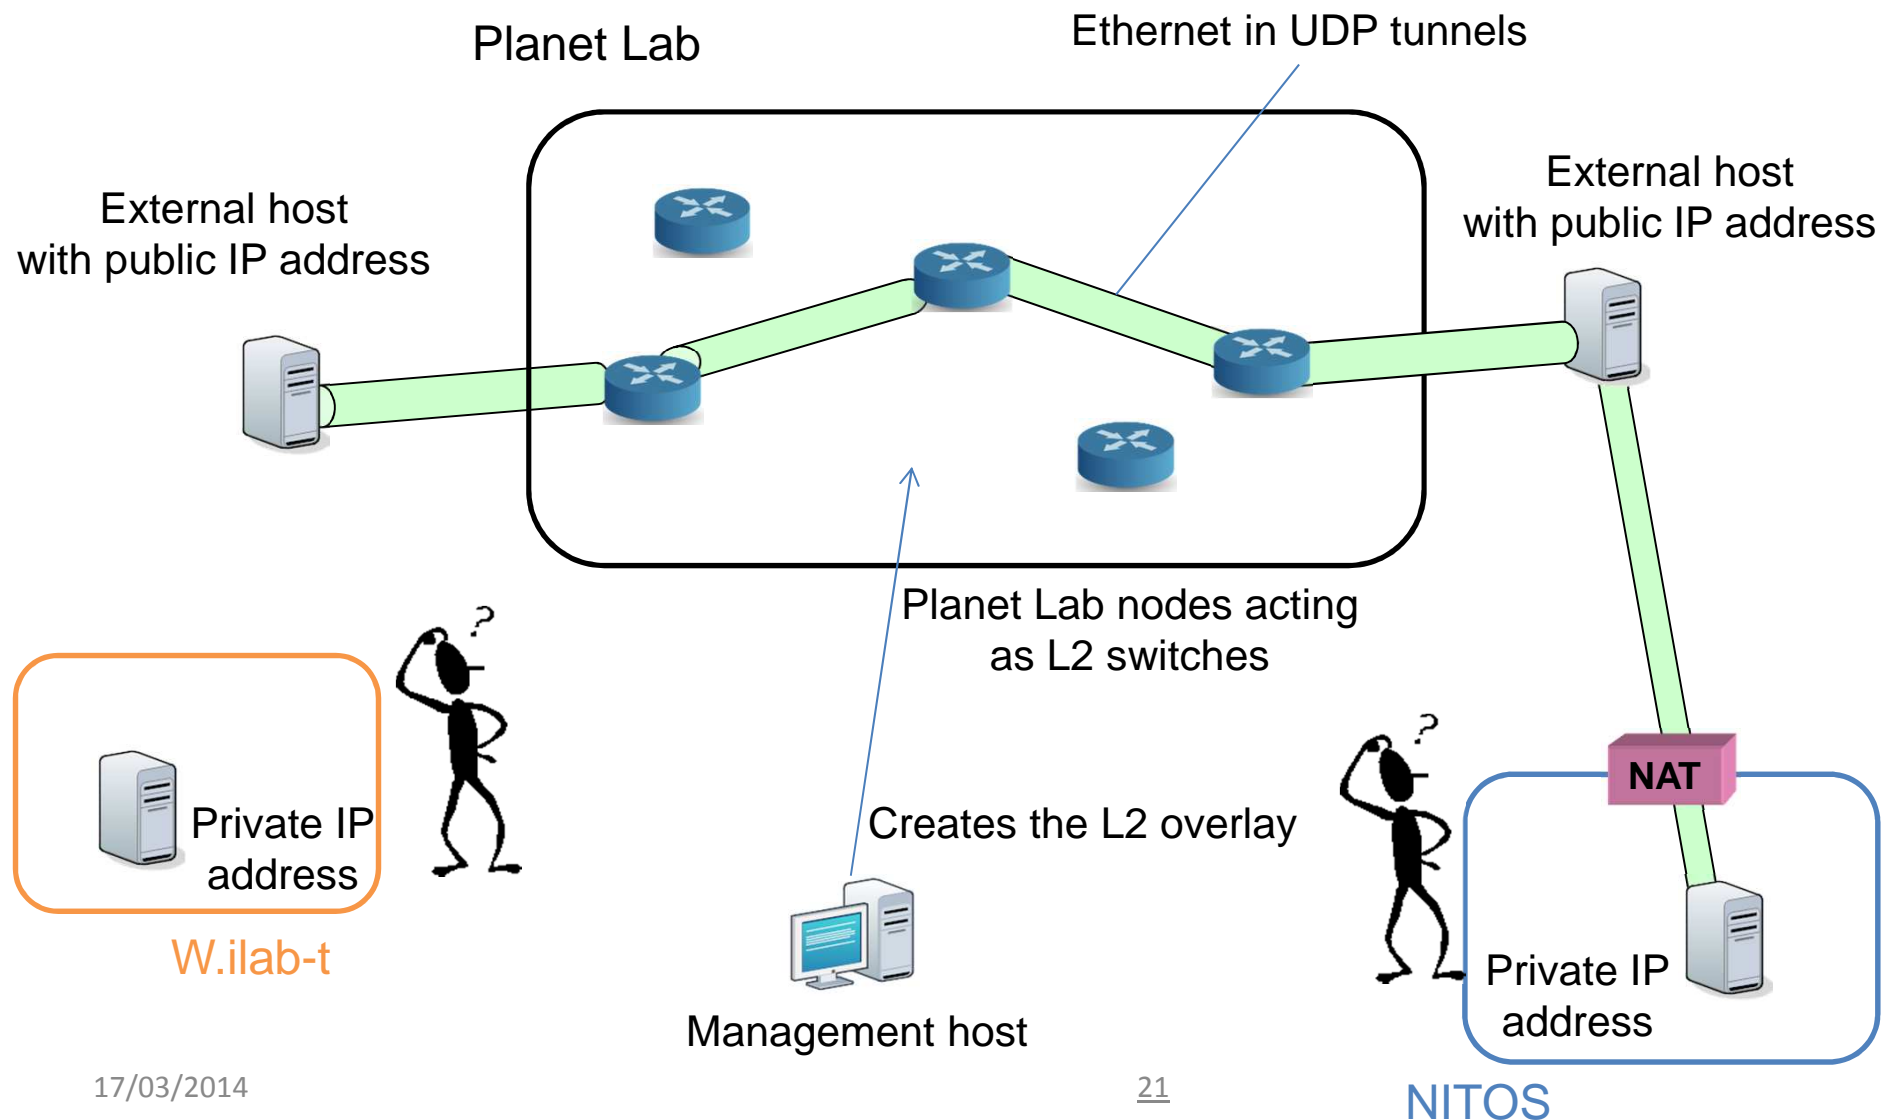 Planet Lab
Ethernet in UDP tunnels
External host
with public IP address
External host
with public IP address
Planet Lab nodes acting
as L2 switches
?
?
NAT
Private IP
address
Creates the L2 overlay
W.ilab-t
Private IP
address
Management host
17/03/2014
21
NITOS